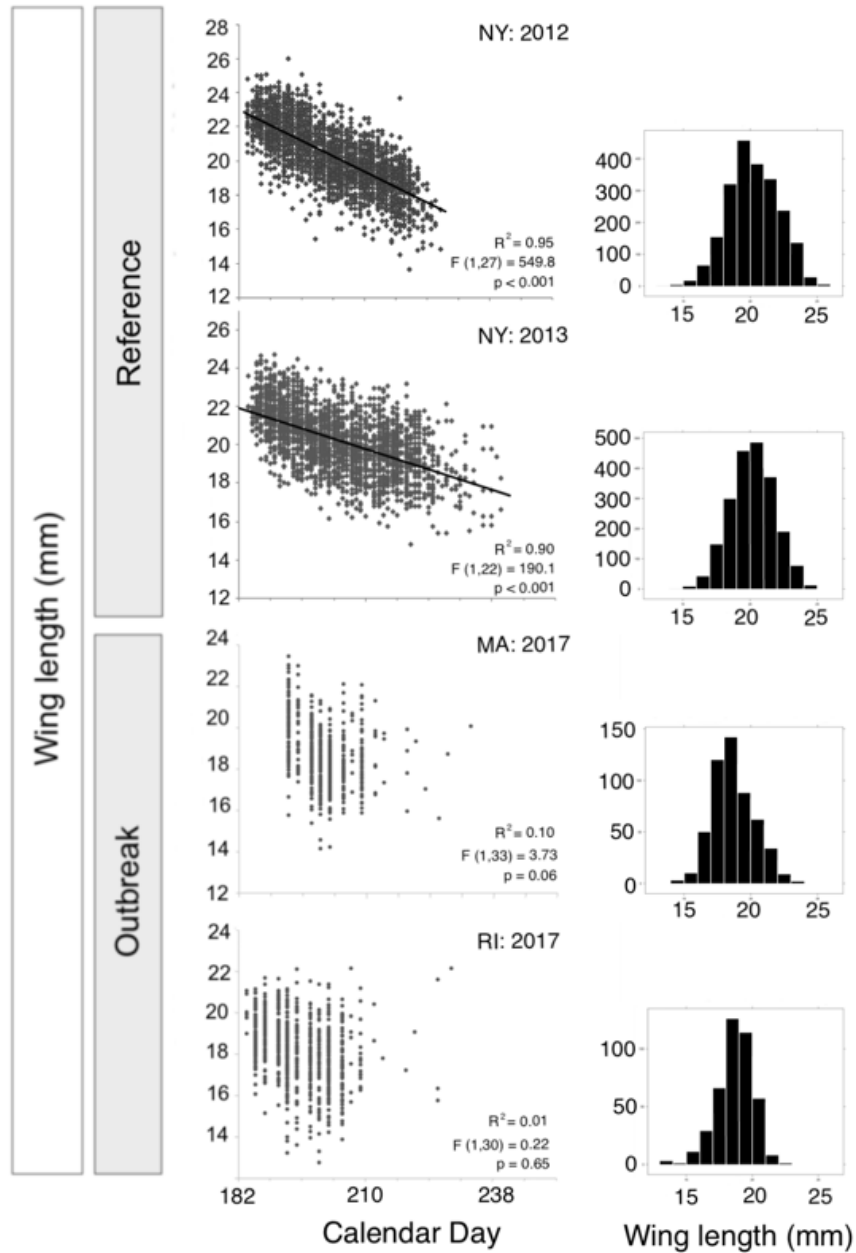 Wing length (mm)
Reference
Outbreak
NY: 2012
28
26
24
22
20
18
16
14
12
R² = 0.95
F (1,27) = 549.8
p < 0.001
400
300
200
100
0
15 20 25
NY: 2013
26
24
22
20
18
16
14
12
R² = 0.90
F (1,22) = 190.1
p < 0.001
500
400
300
200
100
0
15 20 25
MA: 2017
24
22
20
18
16
14
12
R² = 0.10
F (1,33) = 3.73
p = 0.06
150
100
50
0
15 20 25
RI: 2017
24
22
20
18
16
14
R² = 0.01
F (1,30) = 0.22
p = 0.65
182 210 238
Calendar Day
100
50
0
15 20 25
Wing length (mm)